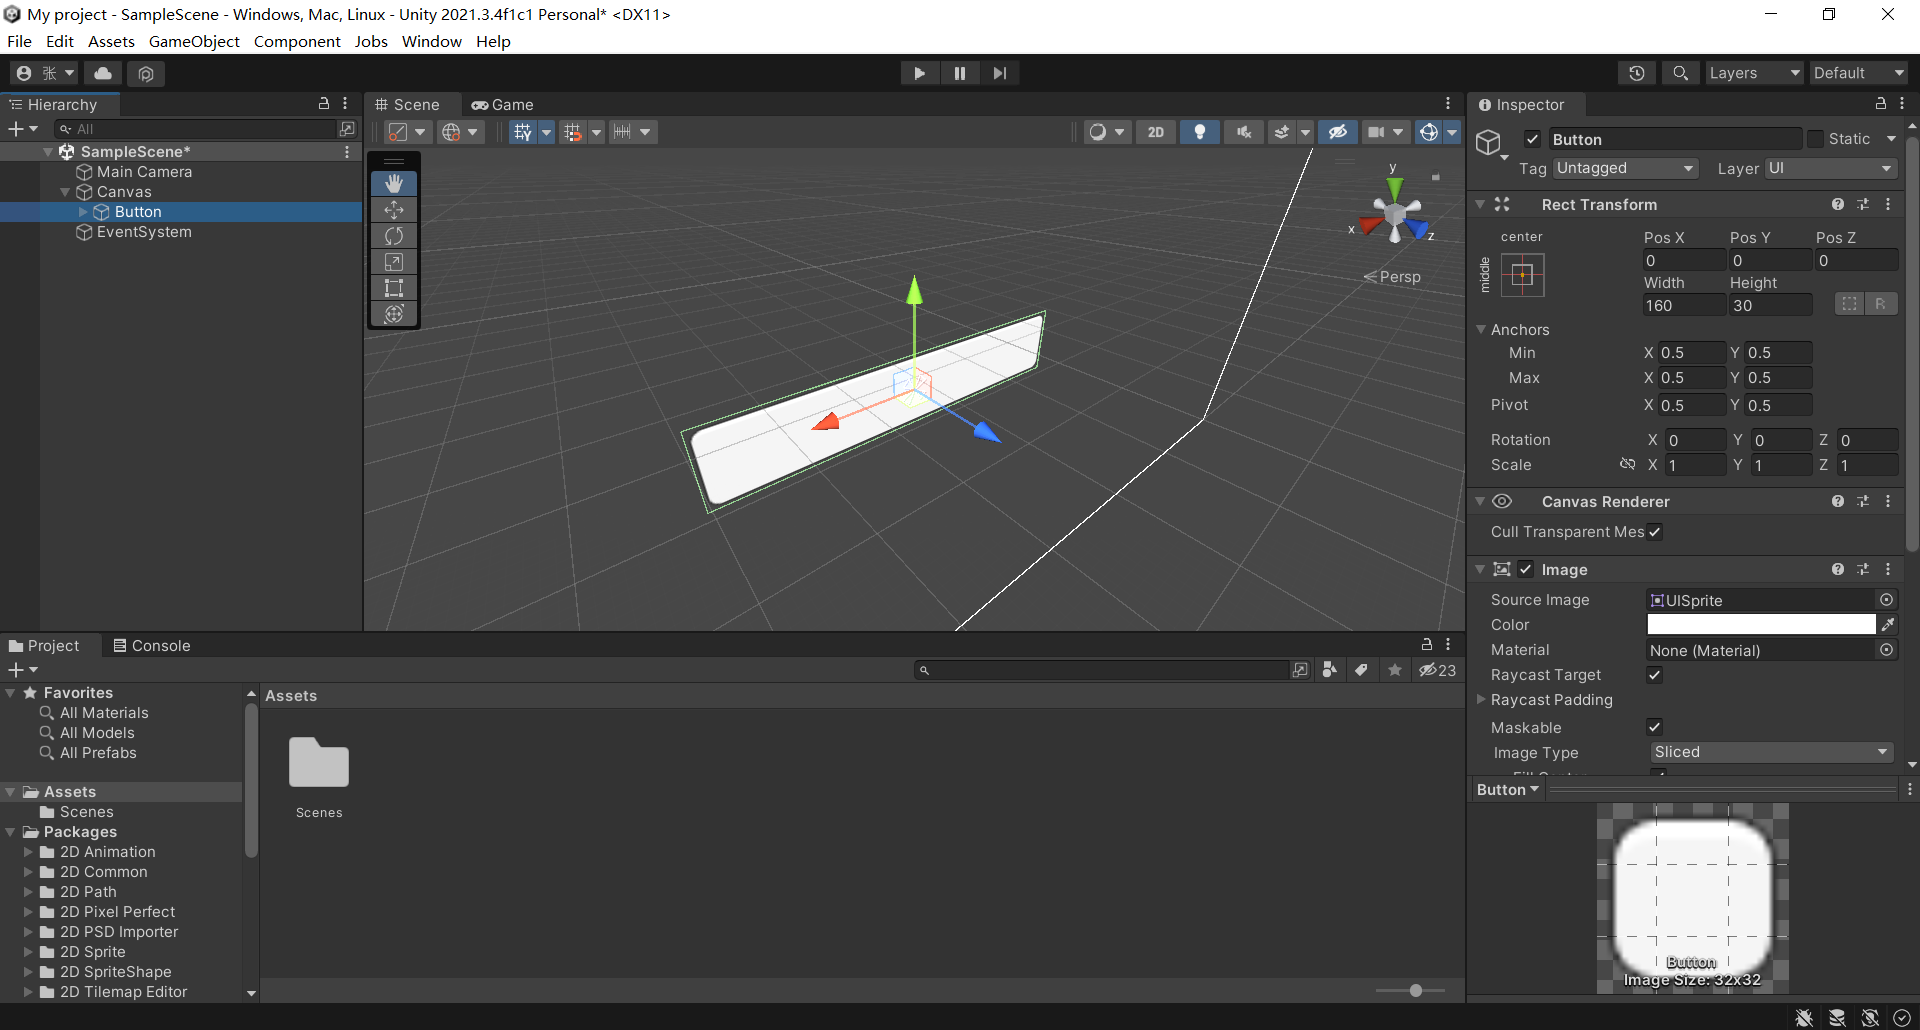 My project - SampleScene - Windows, Mac, Linux - Unity 2021.3.4f1c1 Personal* <DX11>
File Edit Assets GameObject Component Jobs Window Help
张
Layers
Default
Hierarchy
All
SampleScene*
Main Camera
Canvas
Button
EventSystem
Scene
Game
2D
y
x
z
Persp
Inspector
Button
Static
Tag Untagged
Layer UI
Rect Transform
center
middle
Pos X Pos Y Pos Z
0 0 0
Width Height
160 30
R
Anchors
Min X 0.5 Y 0.5
Max X 0.5 Y 0.5
Pivot X 0.5 Y 0.5
Rotation X 0 Y 0 Z 0
Scale X 1 Y 1 Z 1
Canvas Renderer
Cull Transparent Mes
Image
Source Image UISprite
Color
Material None (Material)
Raycast Target
Raycast Padding
Maskable
Image Type Sliced
Button
Button
Image Size: 32x32
Project
Console
23
Favorites
All Materials
All Models
All Prefabs
Assets
Scenes
Packages
2D Animation
2D Common
2D Path
2D Pixel Perfect
2D PSD Importer
2D Sprite
2D SpriteShape
2D Tilemap Editor
Assets
Scenes